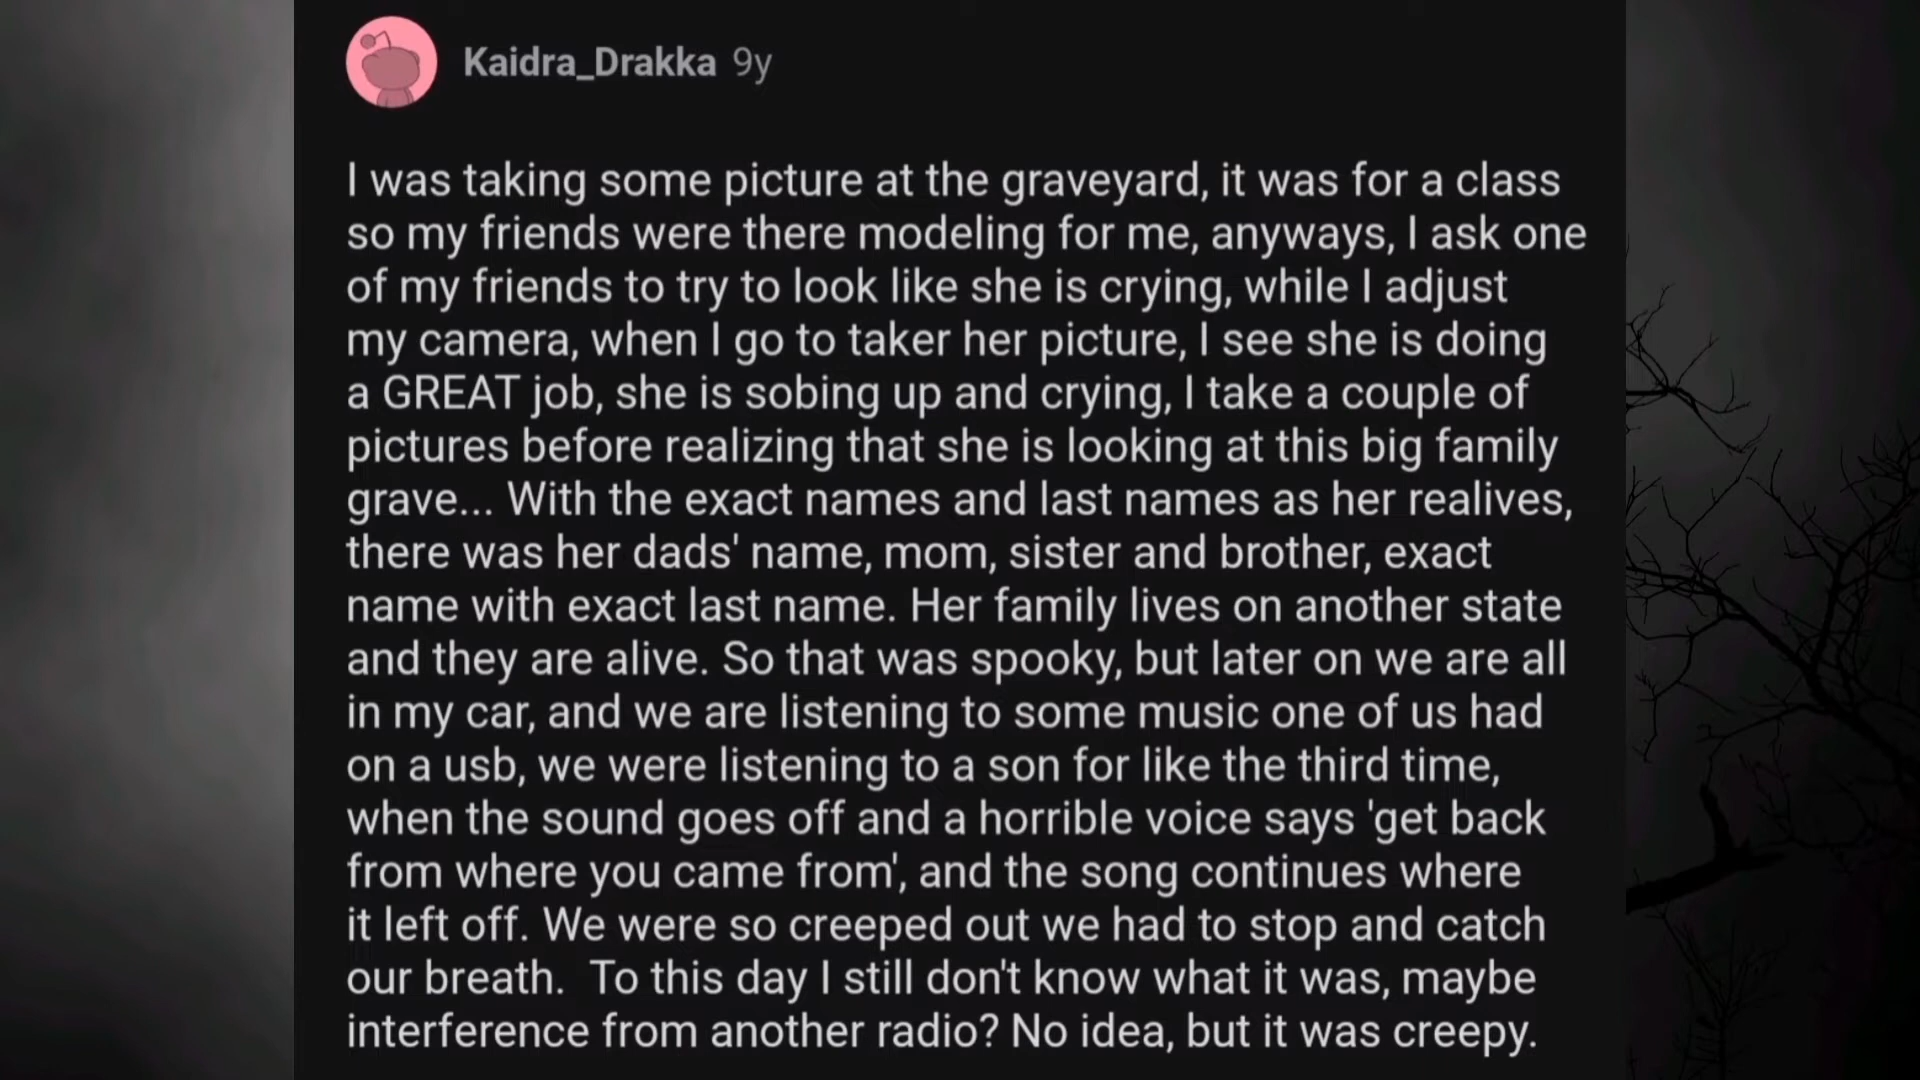 Kaidra_Drakka 9y
I was taking some picture at the graveyard, it was for a class
so my friends were there modeling for me, anyways, I ask one
of my friends to try to look like she is crying, while I adjust
my camera, when I go to taker her picture, I see she is doing
a GREAT job, she is sobing up and crying, I take a couple of
pictures before realizing that she is looking at this big family
grave... With the exact names and last names as her realives,
there was her dads' name, mom, sister and brother, exact
name with exact last name. Her family lives on another state
and they are alive. So that was spooky, but later on we are all
in my car, and we are listening to some music one of us had
on a usb, we were listening to a son for like the third time,
when the sound goes off and a horrible voice says 'get back
from where you came from', and the song continues where
it left off. We were so creeped out we had to stop and catch
our breath.  To this day I still don't know what it was, maybe
interference from another radio? No idea, but it was creepy.